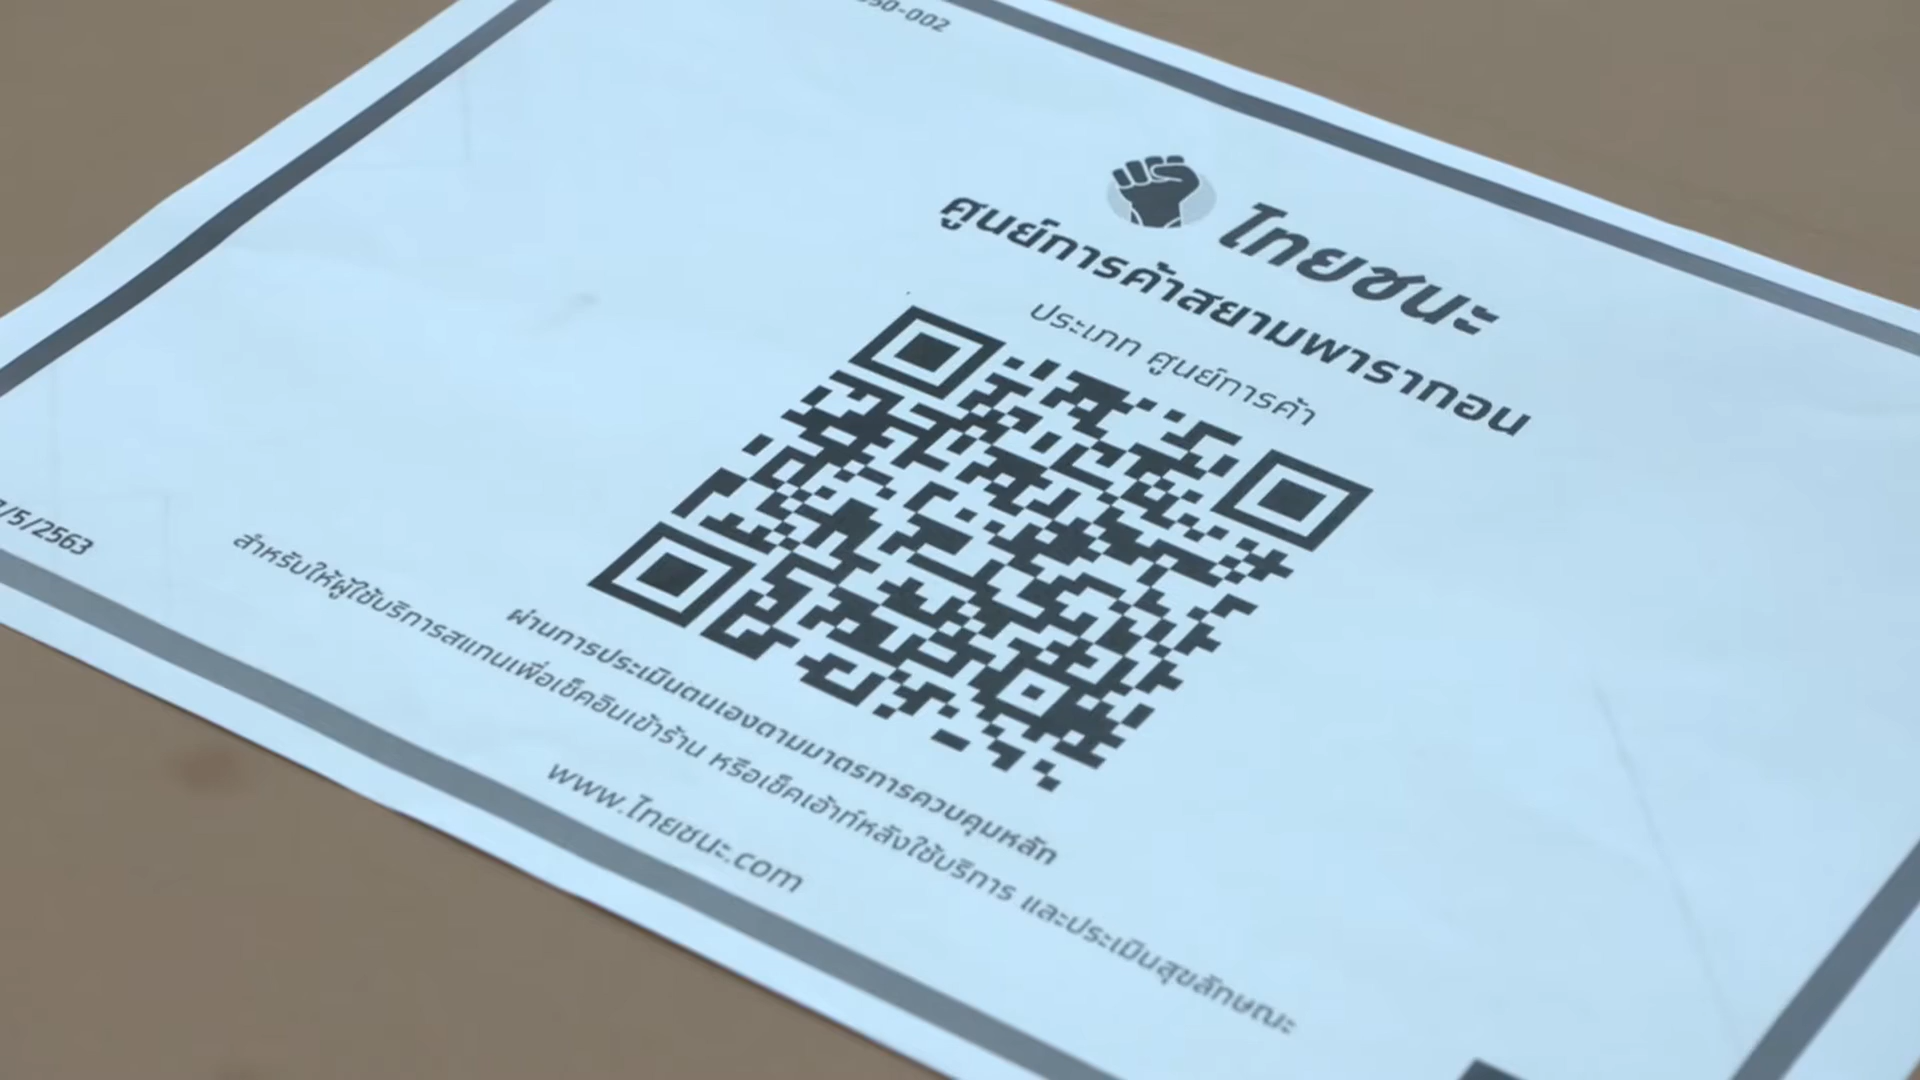 50-002
ไทยชนะ
ศูนย์การค้าสยามพารากอน
ประเภท ศูนย์การค้า
ผ่านการประเมินตนเองตามมาตรการควบคุมหลัก
สำหรับให้ผู้ใช้บริการสแกนเพื่อเช็คอินเข้าร้าน หรือเช็คเอ้าท์หลังใช้บริการ และประเมินสุขลักษณะ
www.ไทยชนะ.com
/5/2563